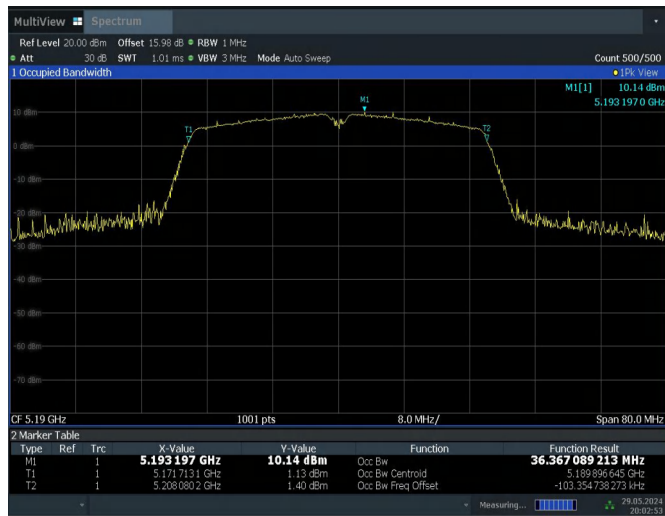 MultiView Spectrum
Ref Level 20.00 dBm Offset 15.98 dB RBW 1 MHz
Att 30 dB SWT 1.01 ms VBW 3 MHz Mode Auto Sweep Count 500/500
1 Occupied Bandwidth 1Pk View
M1[1] 10.14 dBm
5.193 197 0 GHz
M1
10 dBm
T1 T2
0 dBm
-10 dBm
-20 dBm
-30 dBm
-40 dBm
-50 dBm
-60 dBm
-70 dBm
CF 5.19 GHz 1001 pts 8.0 MHz/ Span 80.0 MHz
2 Marker Table
Type Ref Trc X-Value Y-Value Function Function Result
M1 1 5.193 197 GHz 10.14 dBm Occ Bw 36.367 089 213 MHz
T1 1 5.171 713 1 GHz 1.13 dBm Occ Bw Centroid 5.189 896 645 GHz
T2 1 5.208 080 2 GHz 1.40 dBm Occ Bw Freq Offset -103.354 738 273 kHz
Measuring... 29.05.2024
20:02:53